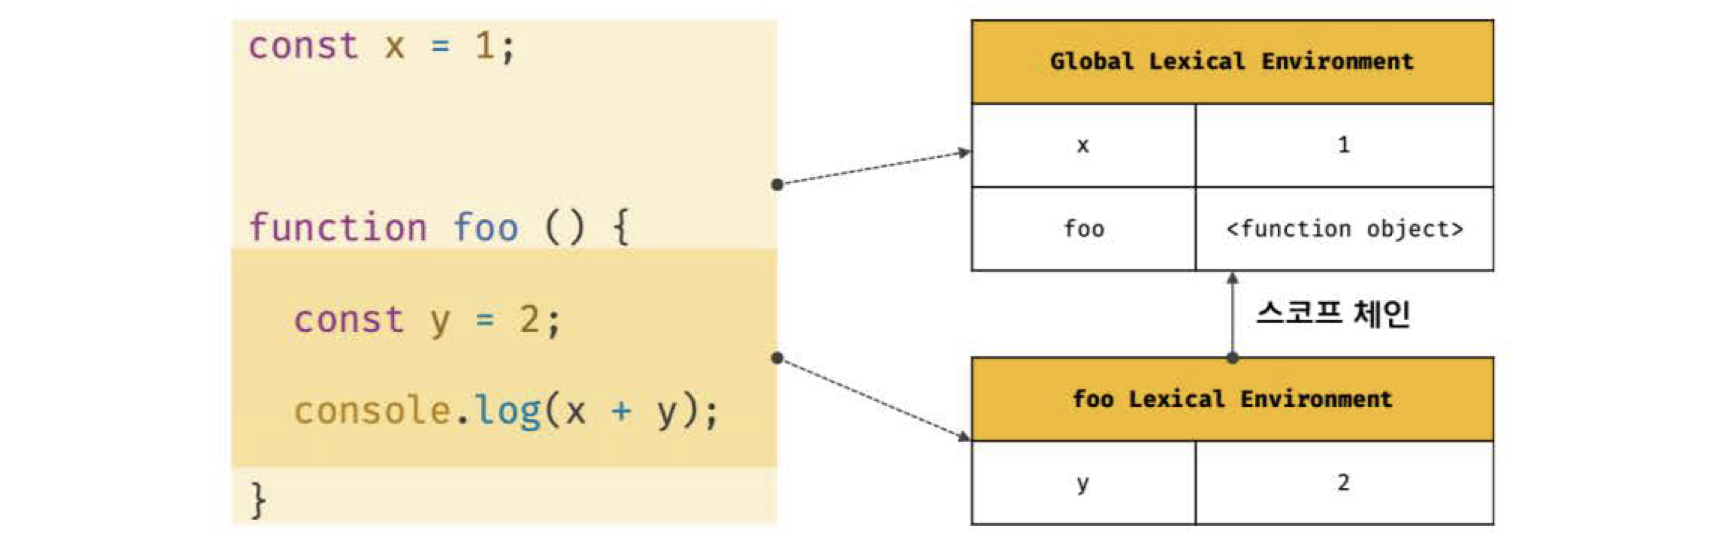 const x = 1;
function foo () {
const y = 2;
console.log(x + y);
}
Global Lexical Environment
x 1
foo <function object>
스코프 체인
foo Lexical Environment
y 2